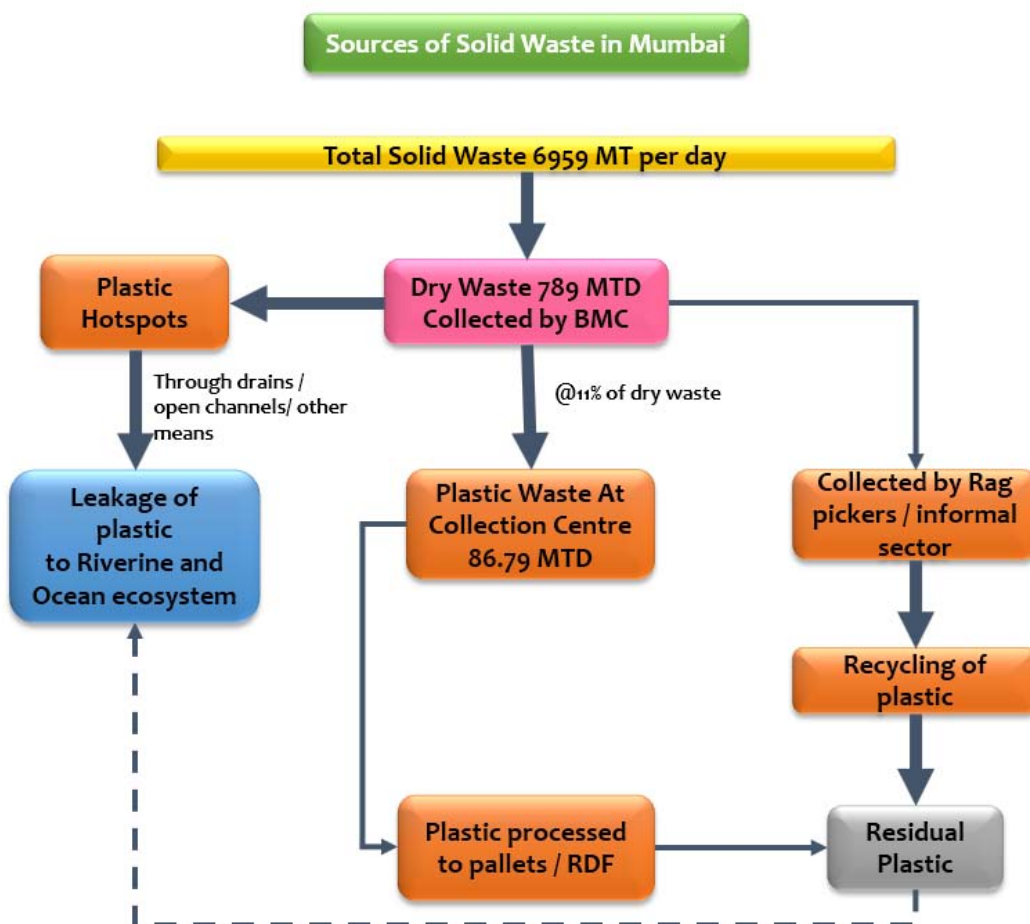 Sources of Solid Waste in Mumbai
Total Solid Waste 6959 MT per day
Plastic
Hotspots
Dry Waste 789 MTD
Collected by BMC
Through drains /
open channels/ other
means
@11% of dry waste
Leakage of
plastic
to Riverine and
Ocean ecosystem
Plastic Waste At
Collection Centre
86.79 MTD
Collected by Rag
pickers / informal
sector
Recycling of
plastic
Plastic processed
to pallets / RDF
Residual
Plastic